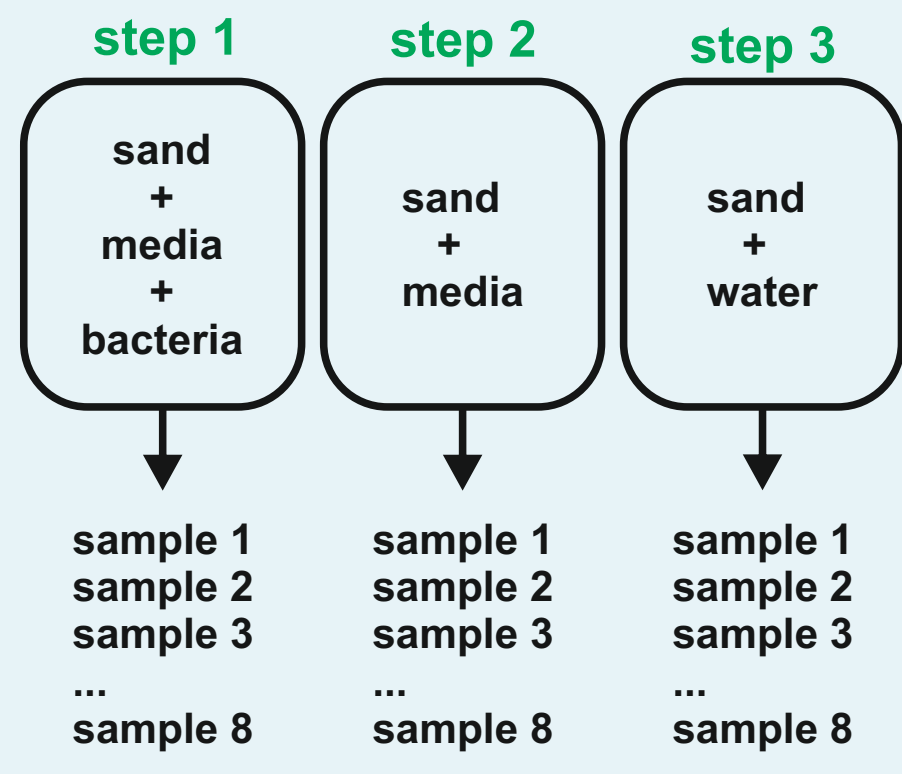 step 1
sand
+
media
+
bacteria
sample 1
sample 2
sample 3
...
sample 8
step 2
sand
+
media
sample 1
sample 2
sample 3
...
sample 8
step 3
sand
+
water
sample 1
sample 2
sample 3
...
sample 8